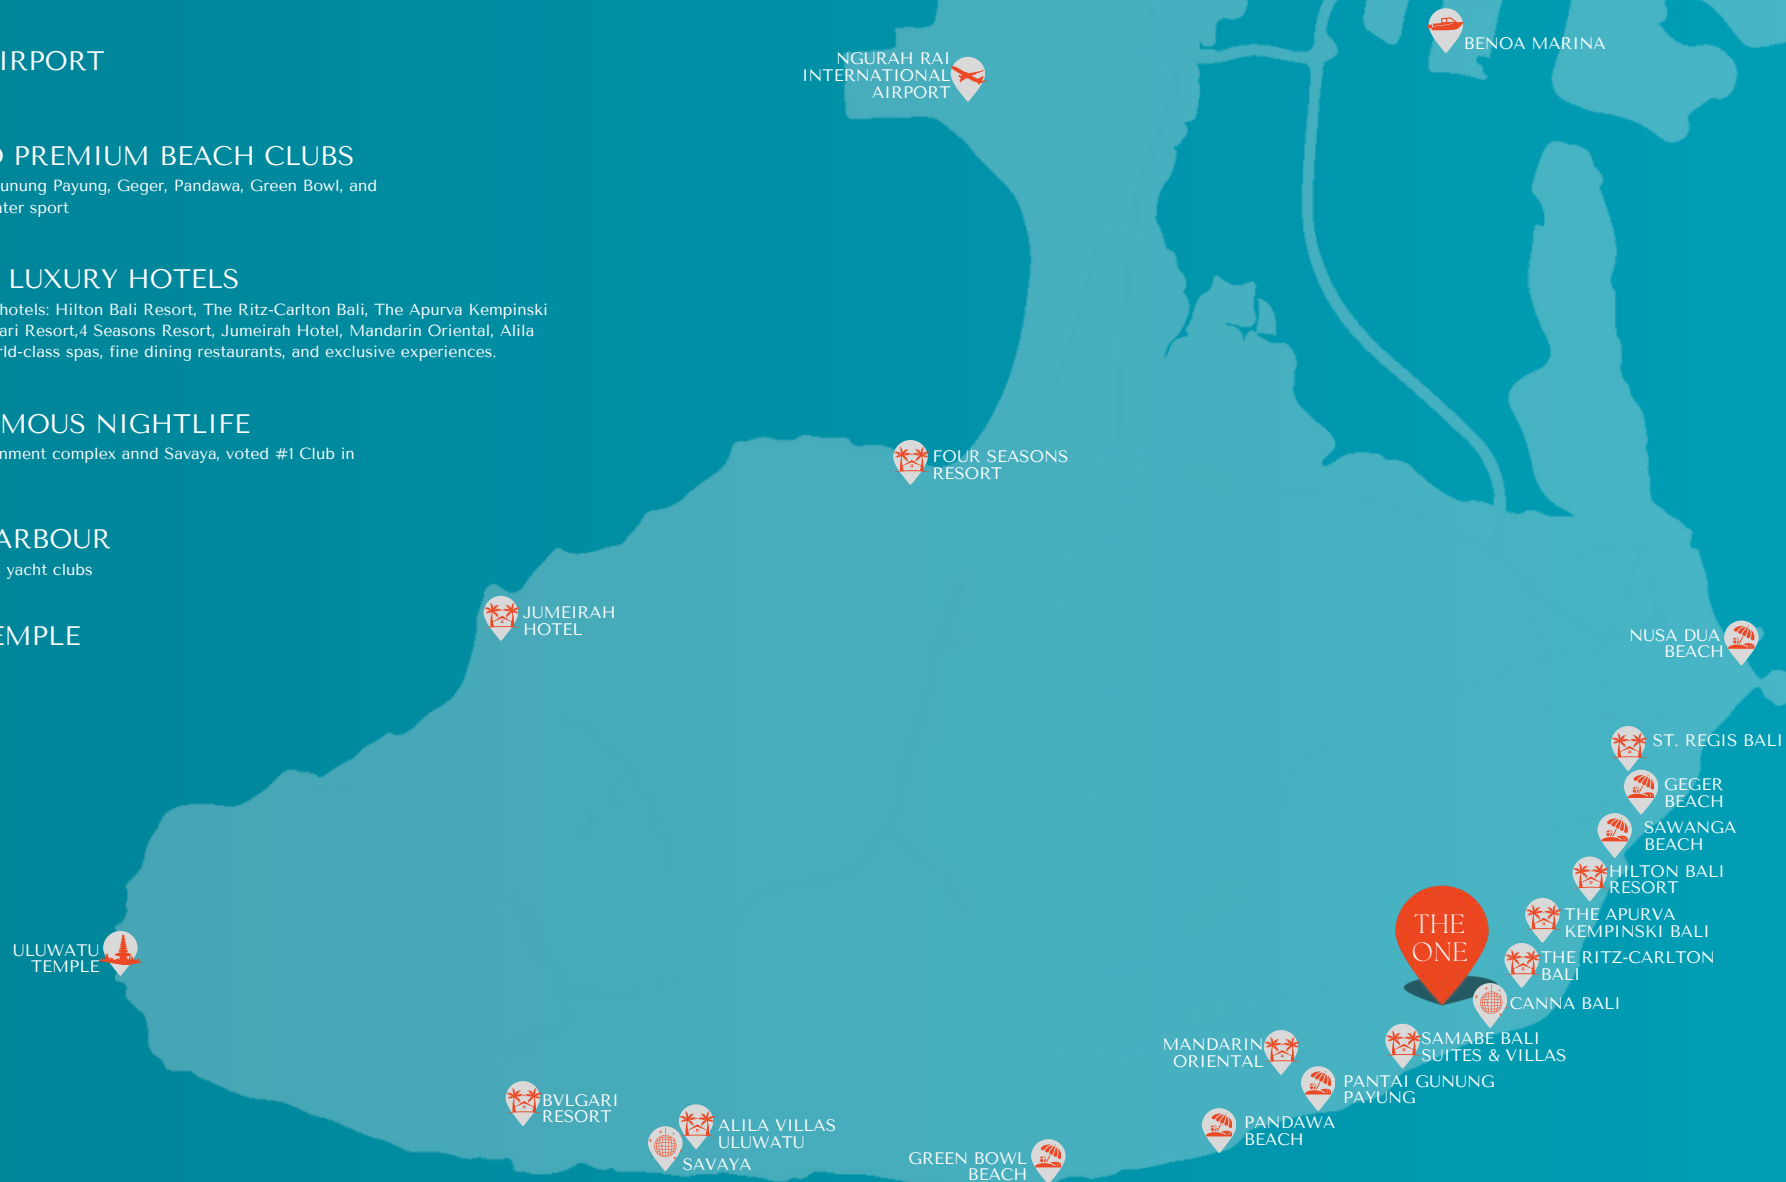 IRPORT
PREMIUM BEACH CLUBS
unung Payung, Geger, Pandawa, Green Bowl, and
ter sport
LUXURY HOTELS
hotels: Hilton Bali Resort, The Ritz-Carlton Bali, The Apurva Kempinski
ari Resort,4 Seasons Resort, Jumeirah Hotel, Mandarin Oriental, Alila
rld-class spas, fine dining restaurants, and exclusive experiences.
MOUS NIGHTLIFE
nment complex annd Savaya, voted #1 Club in
ARBOUR
yacht clubs
EMPLE
NGURAH RAI
INTERNATIONAL
AIRPORT
BENOA MARINA
FOUR SEASONS
RESORT
JUMEIRAH
HOTEL
NUSA DUA
BEACH
ST. REGIS BALI
GEGER
BEACH
SAWANGA
BEACH
HILTON BALI
RESORT
THE APURVA
KEMPINSKI BALI
THE
ONE
THE RITZ-CARLTON
BALI
ULUWATU
TEMPLE
CANNA BALI
SAMABE BALI
SUITES & VILLAS
MANDARIN
ORIENTAL
PANTAI GUNUNG
PAYUNG
BVLGARI
RESORT
ALILA VILLAS
ULUWATU
SAVAYA
PANDAWA
BEACH
GREEN BOWL
BEACH